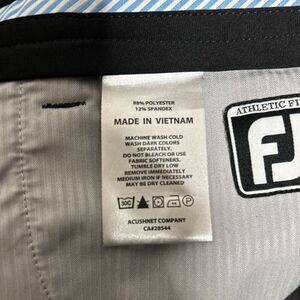 88% POLYESTER
12% SPANDEX
MADE IN VIETNAM
MACHINE WASH COLD
WASH DARK COLORS
SEPARATELY.
DO NOT BLEACH OR USE
FABRIC SOFTENERS.
TUMBLE DRY LOW
REMOVE IMMEDIATELY
MEDIUM IRON IF NECESSARY
MAY BE DRY CLEANED
30C
ACUSHNET COMPANY
CA#28544
ATHLETIC FI
FJ